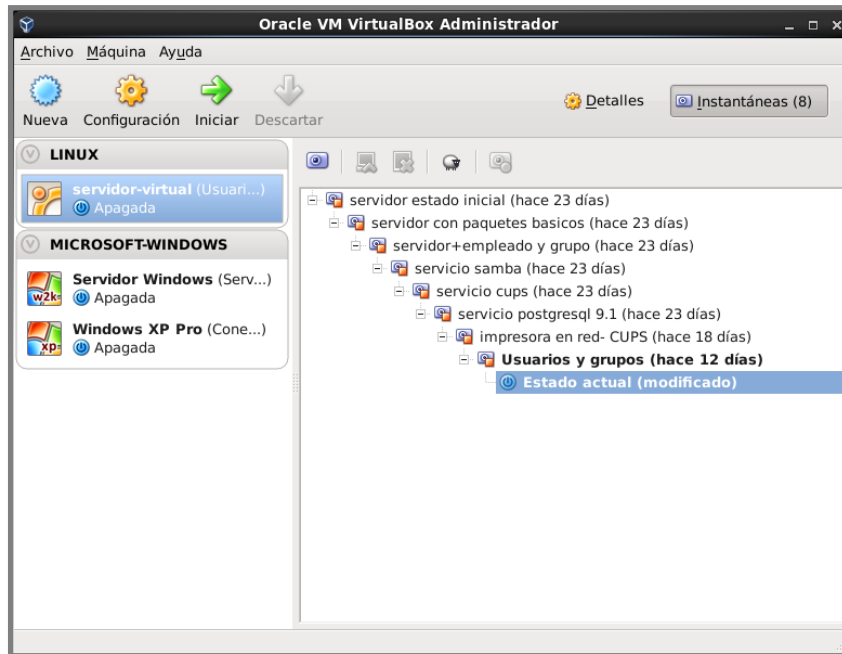 Oracle VM VirtualBox Administrador
Archivo Máquina Ayuda
Nueva Configuración Iniciar Descartar
Detalles Instantáneas (8)
LINUX
servidor-virtual (Usuari...)
Apagada
MICROSOFT-WINDOWS
Servidor Windows (Serv...)
w2k Apagada
Windows XP Pro (Cone...)
XP Apagada
servidor estado inicial (hace 23 días)
servidor con paquetes basicos (hace 23 días)
servidor+empleado y grupo (hace 23 días)
servicio samba (hace 23 días)
servicio cups (hace 23 días)
servicio postgresql 9.1 (hace 23 días)
impresora en red- CUPS (hace 18 días)
Usuarios y grupos (hace 12 días)
Estado actual (modificado)